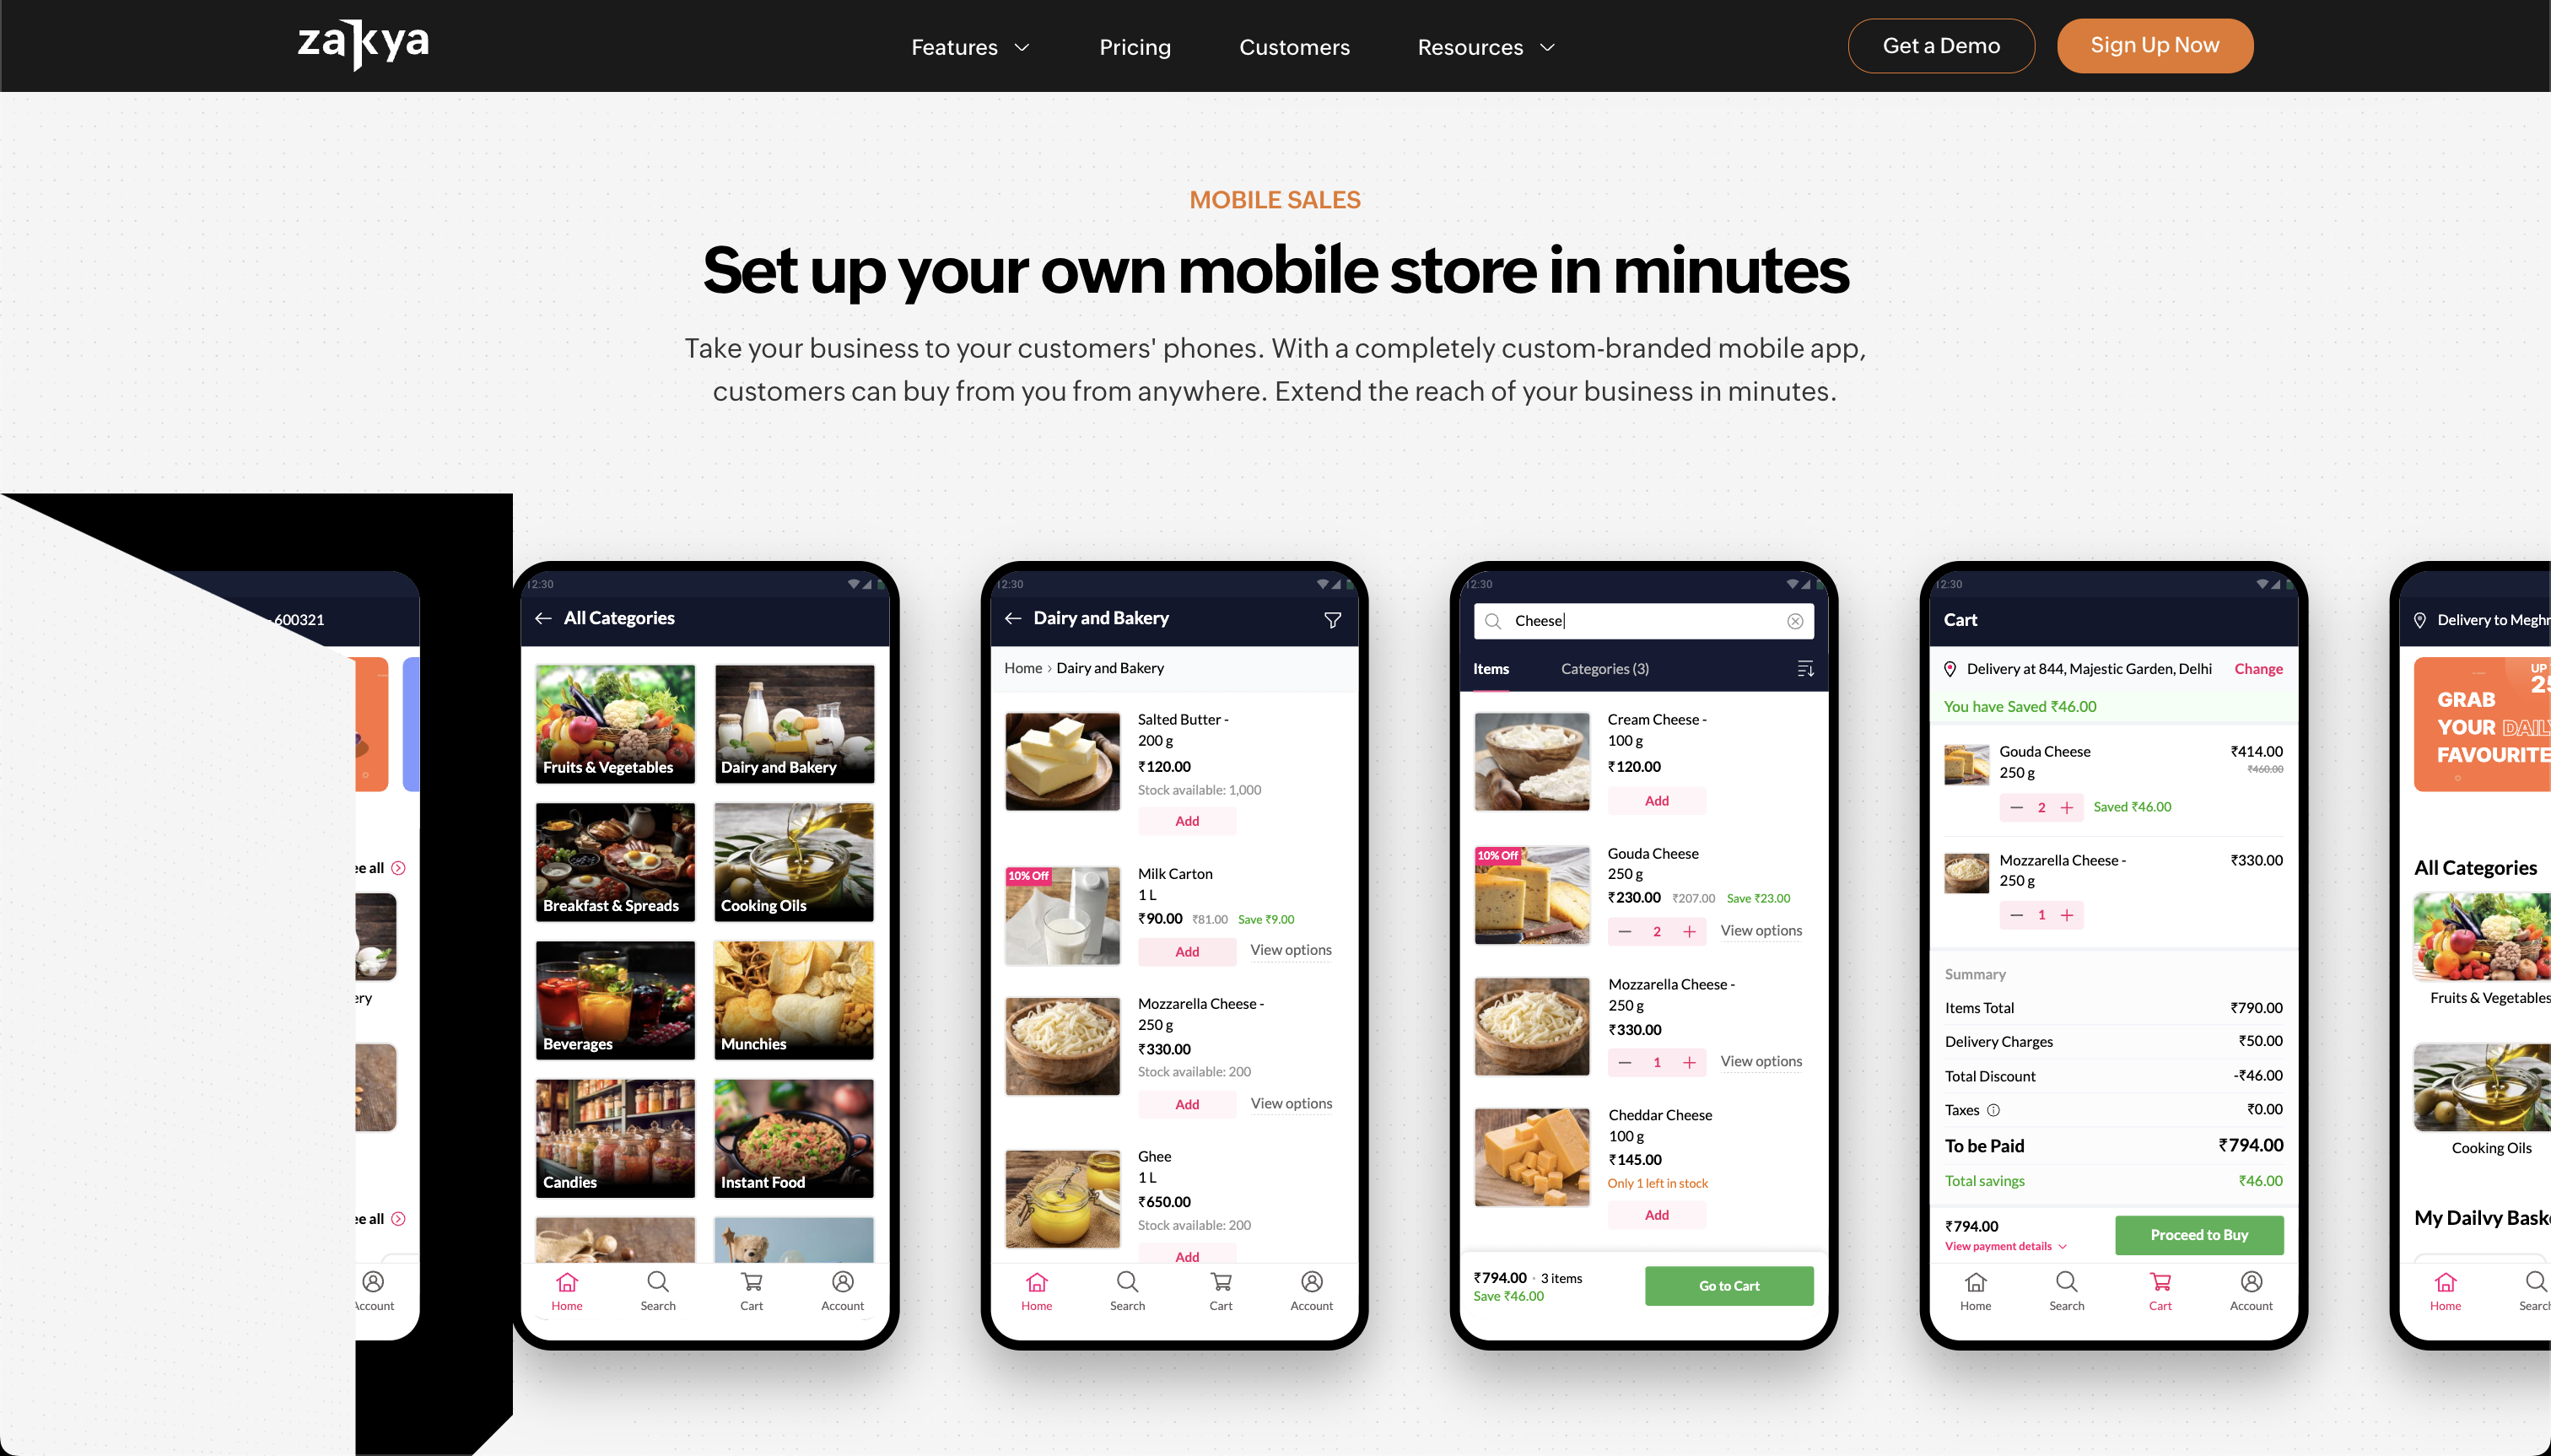 zakya
Features
Pricing
Customers
Resources
Get a Demo
Sign Up Now
MOBILE SALES
Set up your own mobile store in minutes
Take your business to your customers' phones. With a completely custom-branded mobile app,
customers can buy from you from anywhere. Extend the reach of your business in minutes.
600321
ee all
ery
ee all
Account
12:30
All Categories
Fruits & Vegetables
Dairy and Bakery
Breakfast & Spreads
Cooking Oils
Beverages
Munchies
Candies
Instant Food
Home
Search
Cart
Account
12:30
Dairy and Bakery
Home › Dairy and Bakery
Salted Butter -
200 g
₹120.00
Stock available: 1,000
Add
10% Off
Milk Carton
1 L
₹90.00 ₹81.00 Save ₹9.00
Add View options
Mozzarella Cheese -
250 g
₹330.00
Stock available: 200
Add View options
Ghee
1 L
₹650.00
Stock available: 200
Add
Home
Search
Cart
Account
12:30
Cheese
Items
Categories (3)
Cream Cheese -
100 g
₹120.00
Add
10% Off
Gouda Cheese
250 g
₹230.00 ₹207.00 Save ₹23.00
2 View options
Mozzarella Cheese -
250 g
₹330.00
1 View options
Cheddar Cheese
100 g
₹145.00
Only 1 left in stock
Add
₹794.00 · 3 items
Save ₹46.00
Go to Cart
12:30
Cart
Delivery at 844, Majestic Garden, Delhi Change
You have Saved ₹46.00
Gouda Cheese ₹414.00
250 g ₹460.00
2 Saved ₹46.00
Mozzarella Cheese - ₹330.00
250 g
1
Summary
Items Total ₹790.00
Delivery Charges ₹50.00
Total Discount -₹46.00
Taxes ₹0.00
To be Paid ₹794.00
Total savings ₹46.00
₹794.00
View payment details
Proceed to Buy
Home
Search
Cart
Account
Delivery to Megh
UP
25
GRAB
YOUR DAIL
FAVOURITE
All Categories
Fruits & Vegetables
Cooking Oils
My Dailvy Bask
Home
Search